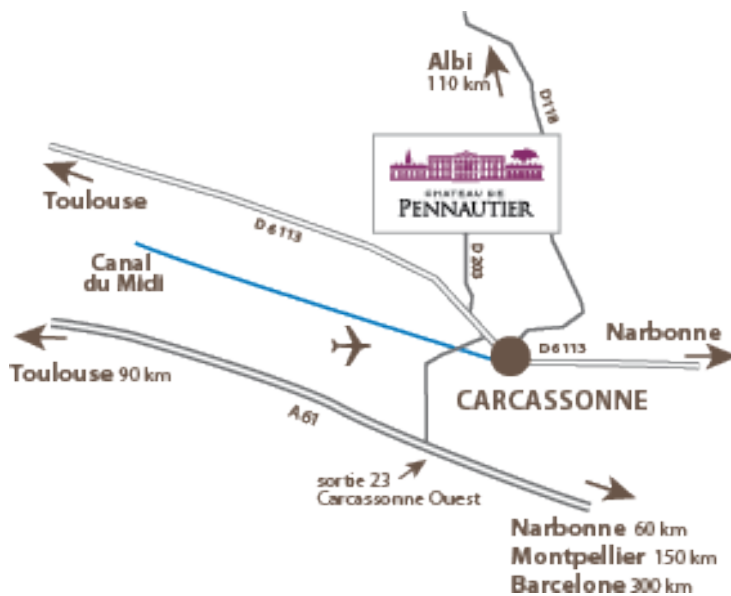 Albi
110 km
D118
CHATEAU DE
PENNAUTIER
Toulouse
D 6113
D 203
Canal
du Midi
Narbonne
D6113
Toulouse 90 km
CARCASSONNE
A61
sortie 23
Carcassonne Ouest
Narbonne 60 km
Montpellier 150 km
Barcelone 300 km